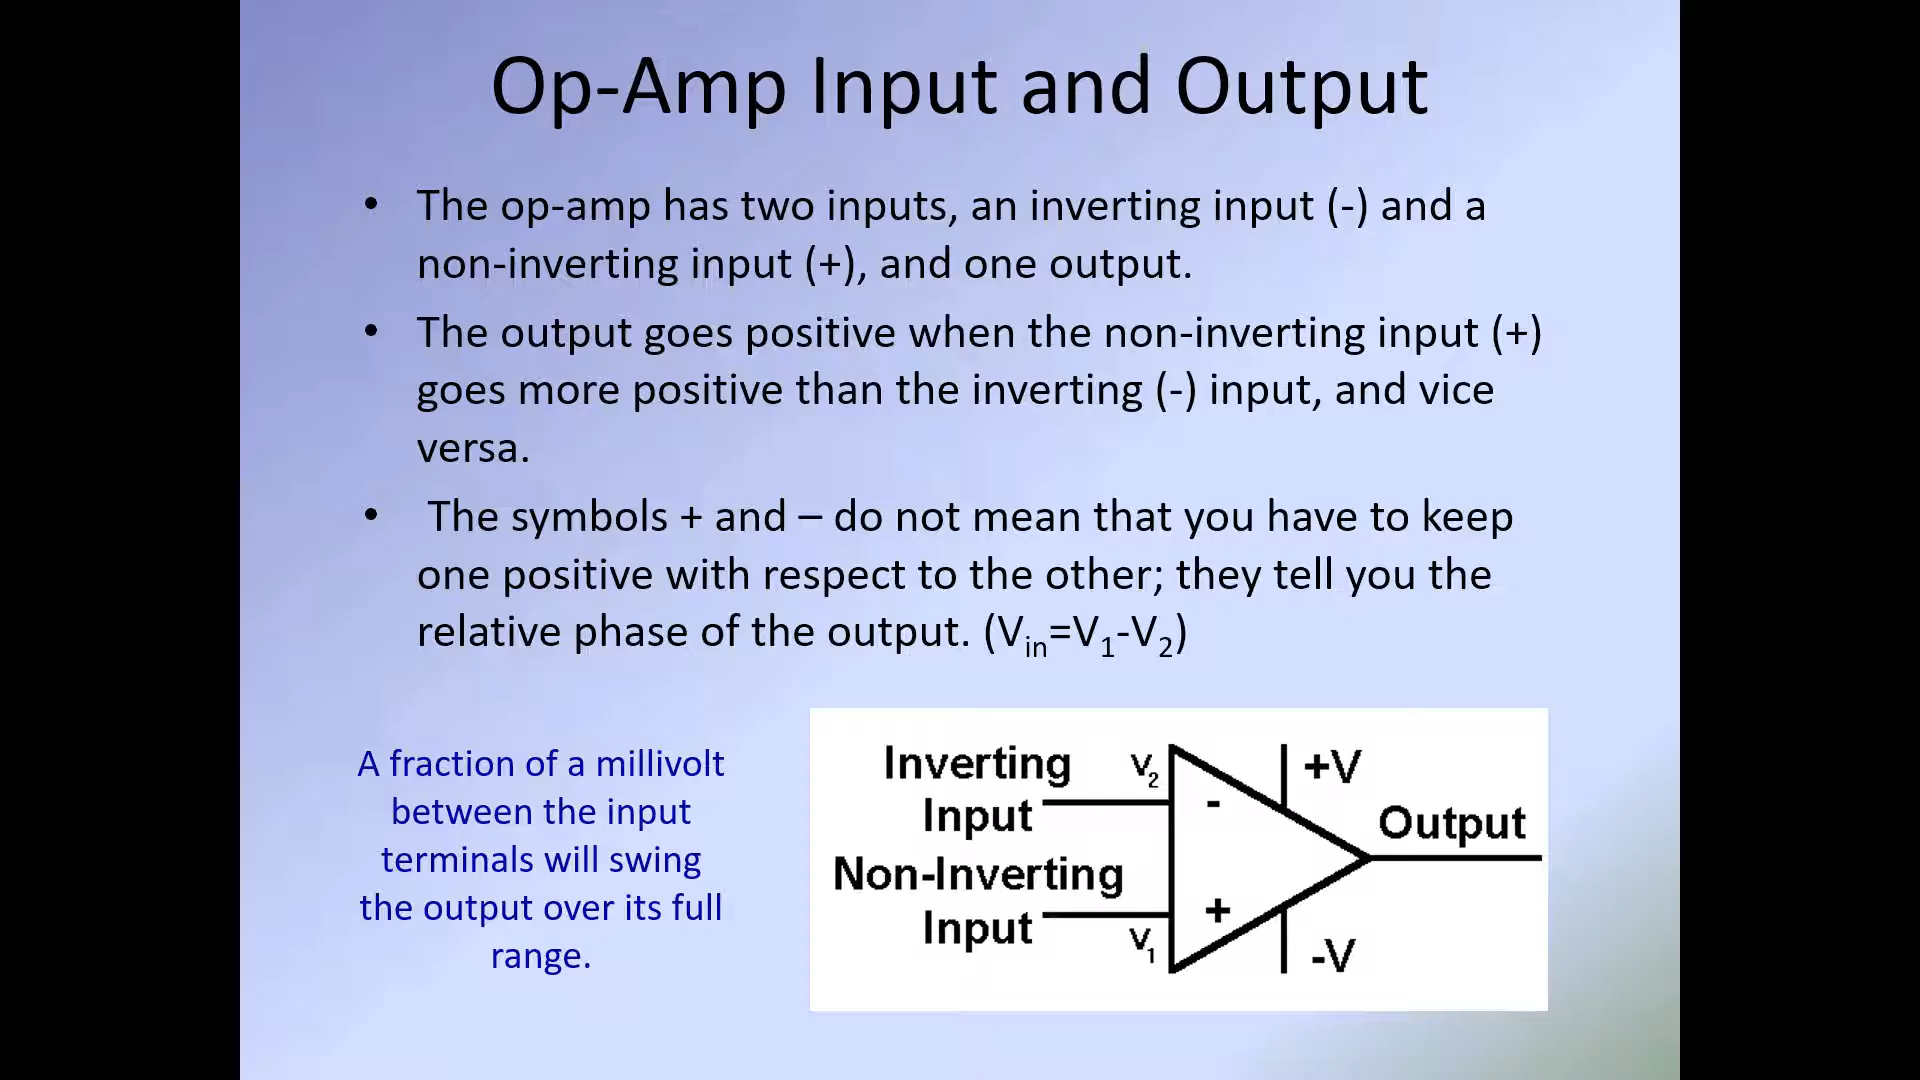 Op-Amp Input and Output
• The op-amp has two inputs, an inverting input (-) and a
non-inverting input (+), and one output.
• The output goes positive when the non-inverting input (+)
goes more positive than the inverting (-) input, and vice
versa.
• The symbols + and – do not mean that you have to keep
one positive with respect to the other; they tell you the
relative phase of the output. (Vin=V1-V2)
A fraction of a millivolt
between the input
terminals will swing
the output over its full
range.
Inverting
Input
V2
-
+V
Output
Non-Inverting
Input
V1
+
-V